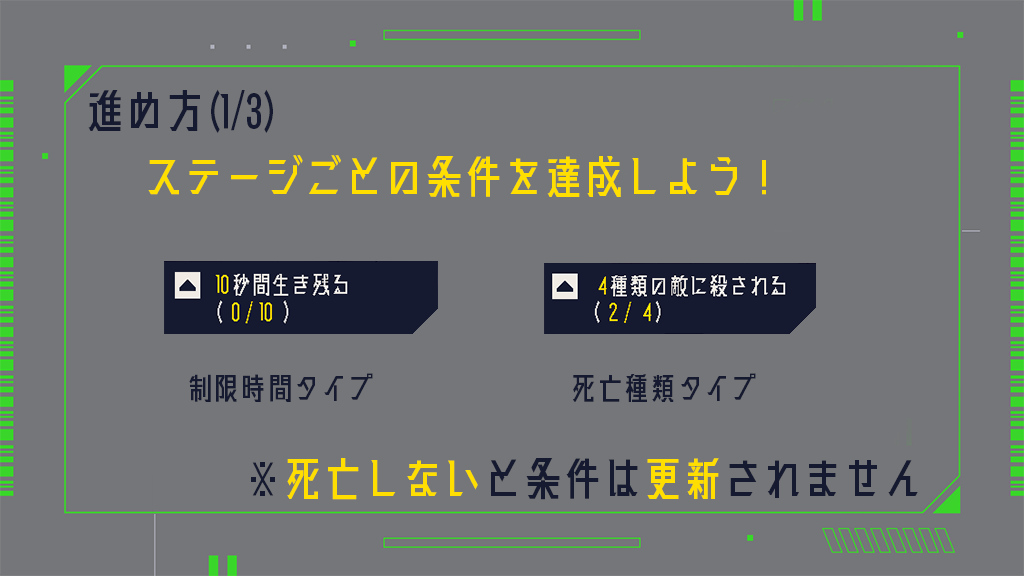 進め方(1/3)
ステージごとの条件を達成しよう！
10秒間生き残る
( 0/10 )
4種類の敵に殺される
( 2/ 4)
制限時間タイプ
死亡種類タイプ
※死亡しないと条件は更新されません